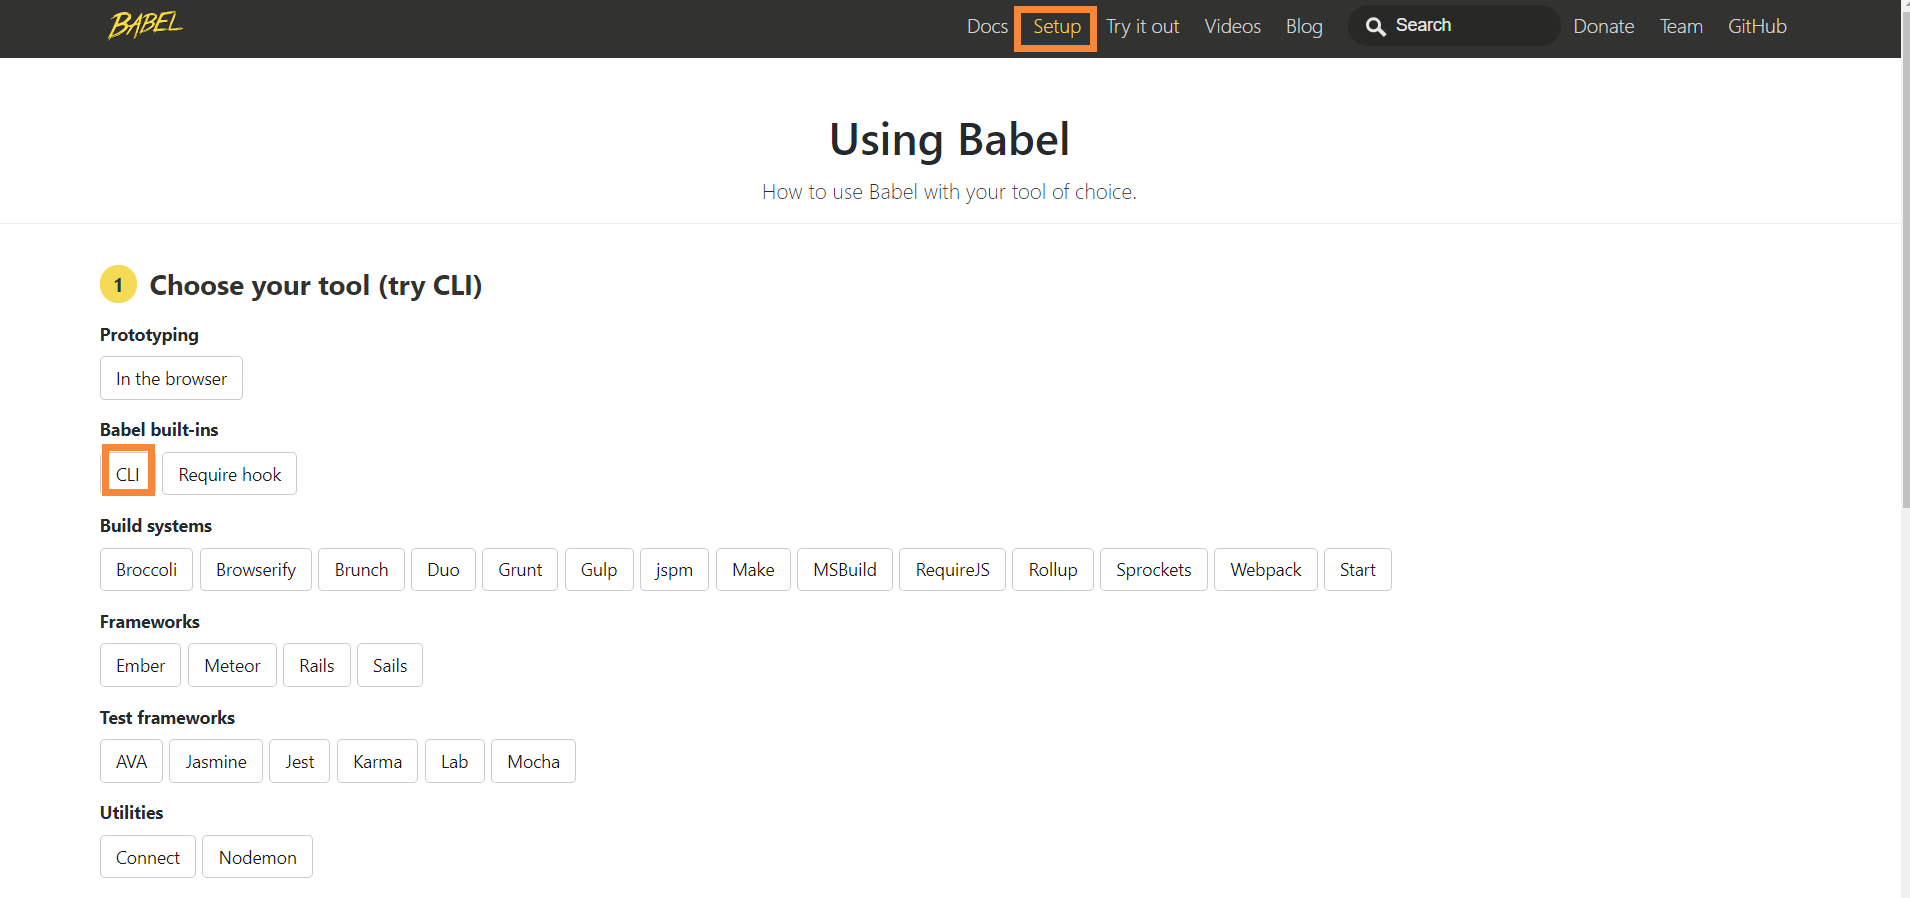 BABEL Docs Setup Try it out Videos Blog Search Donate Team GitHub
Using Babel
How to use Babel with your tool of choice.
1 Choose your tool (try CLI)
Prototyping
In the browser
Babel built-ins
CLI Require hook
Build systems
Broccoli Browserify Brunch Duo Grunt Gulp jspm Make MSBuild RequireJS Rollup Sprockets Webpack Start
Frameworks
Ember Meteor Rails Sails
Test frameworks
AVA Jasmine Jest Karma Lab Mocha
Utilities
Connect Nodemon